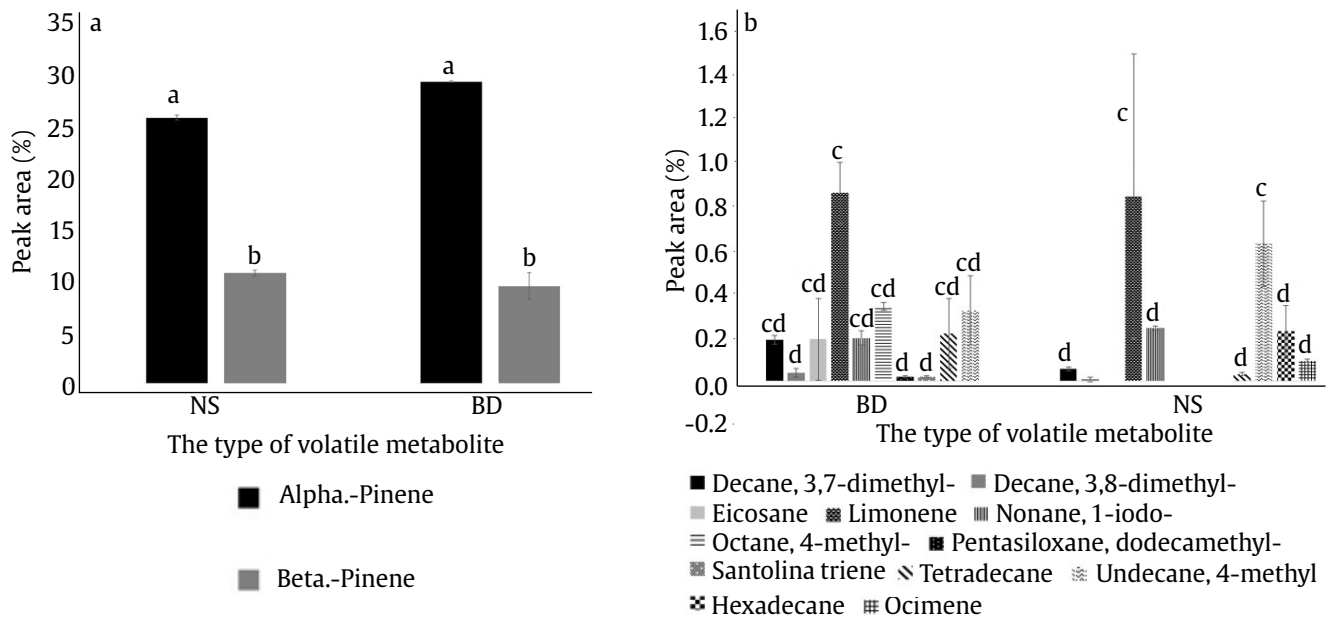 a
35
30
25
20
15
10
5
0
Peak area (%)
a
b
a
b
NS
BD
The type of volatile metabolite
Alpha.-Pinene
Beta.-Pinene
b
1.6
1.4
1.2
1.0
0.8
0.6
0.4
0.2
0.0
-0.2
Peak area (%)
cd
d
cd
c
cd
cd
d
d
cd
cd
d
c
d
d
c
d
d
BD
NS
The type of volatile metabolite
Decane, 3,7-dimethyl- Decane, 3,8-dimethyl-
Eicosane Limonene Nonane, 1-iodo-
Octane, 4-methyl- Pentasiloxane, dodecamethyl-
Santolina triene Tetradecane Undecane, 4-methyl
Hexadecane Ocimene